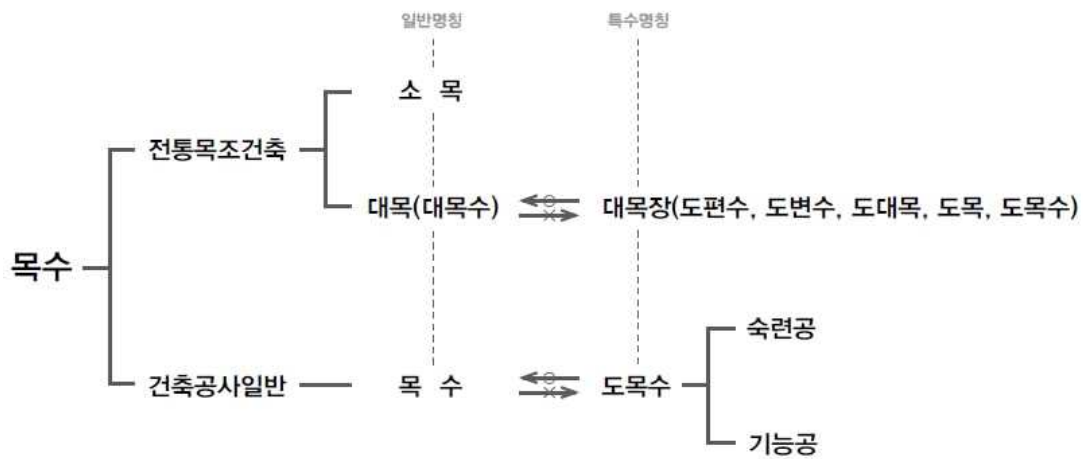 일반명칭 특수명칭
소 목
전통목조건축
대목(대목수) ○ × 대목장(도편수, 도변수, 도대목, 도목, 도목수)
목수
숙련공
건축공사일반 목 수 ○ × 도목수
기능공